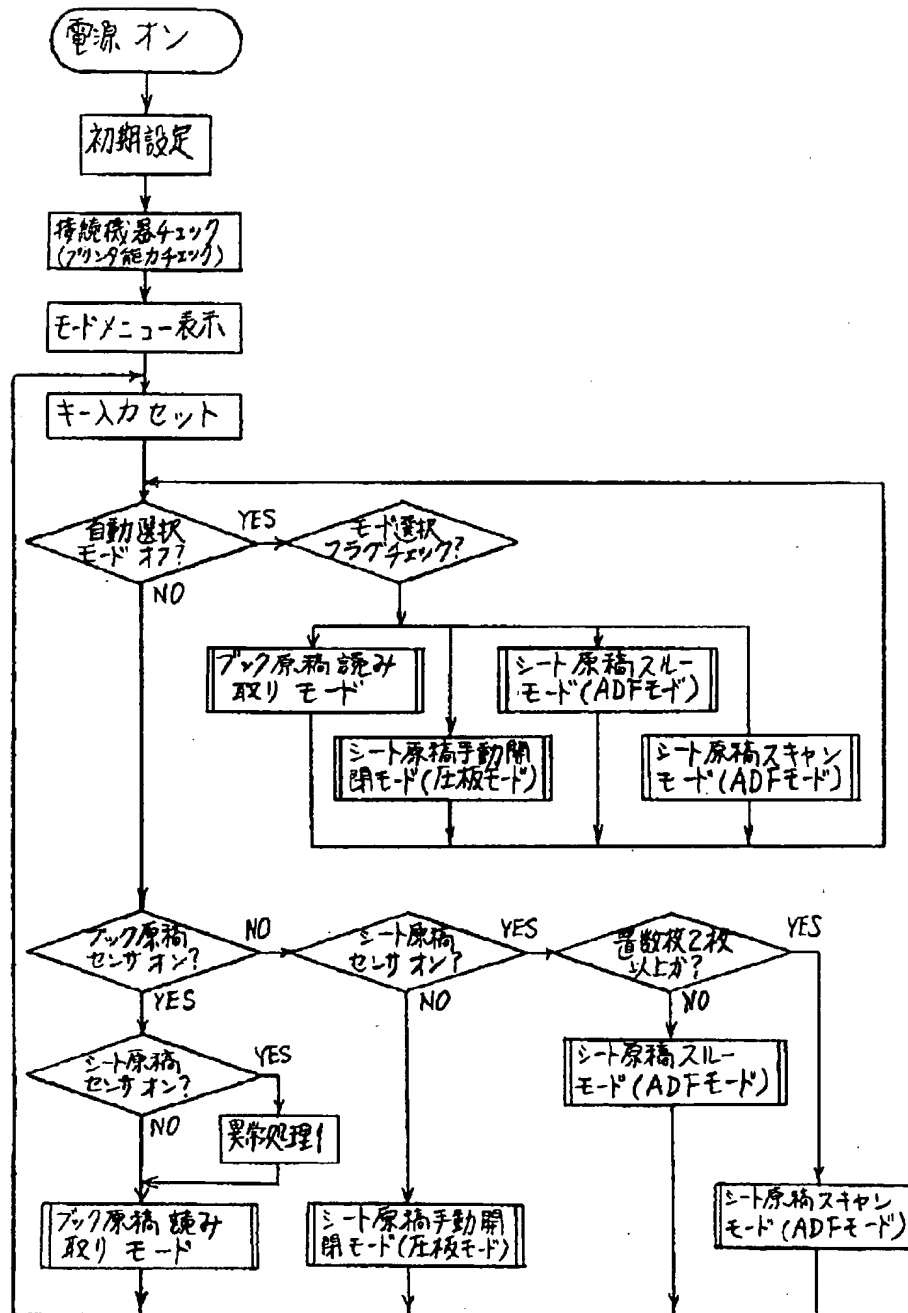 電源 オン
初期設定
接続機器チェック
(プリンタ能力チェック)
モードメニュー表示
キー入力セット
自動選択
モードオフ?
YES
NO
モード選択
フラグチェック?
ブック原稿読み
取りモード
シート原稿スルー
モード(ADFモード)
シート原稿手動開
閉モード(圧板モード)
シート原稿スキャン
モード(ADFモード)
ブック原稿
センサオン?
NO
YES
シート原稿
センサオン?
YES
NO
置数枚2枚
以上か?
YES
NO
シート原稿
センサオン?
YES
NO
異常処理1
シート原稿スルー
モード(ADFモード)
ブック原稿読み
取りモード
シート原稿手動開
閉モード(圧板モード)
シート原稿スキャン
モード(ADFモード)